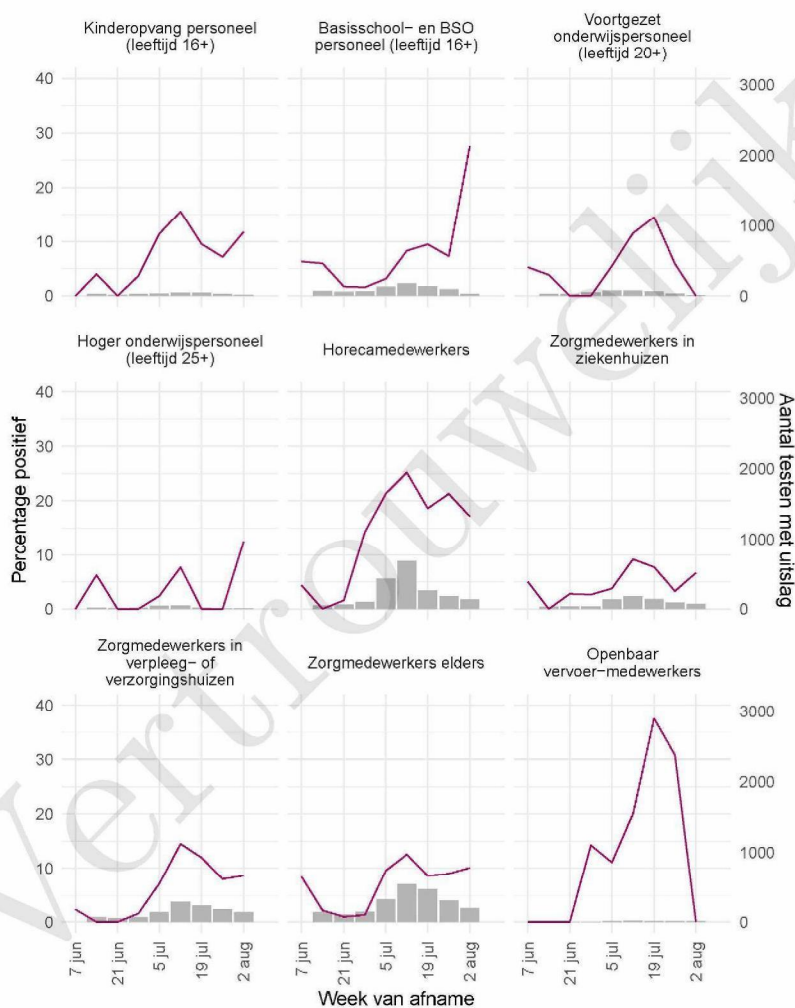 Kinderopvang personeel
(leeftijd 16+)
Basisschool− en BSO
personeel (leeftijd 16+)
Voortgezet
onderwijspersoneel
(leeftijd 20+)
40
30
20
10
0
3000
2000
1000
0
Hoger onderwijspersoneel
(leeftijd 25+)
Horecamedewerkers
Zorgmedewerkers in
ziekenhuizen
Percentage positief
40
30
20
10
0
3000
2000
1000
0
Aantal testen met uitslag
Zorgmedewerkers in
verpleeg− of
verzorgingshuizen
Zorgmedewerkers elders
Openbaar
vervoer−medewerkers
40
30
20
10
0
3000
2000
1000
0
7 jun
21 jun
5 jul
19 jul
2 aug
7 jun
21 jun
5 jul
19 jul
2 aug
7 jun
21 jun
5 jul
19 jul
2 aug
Week van afname
Vertrouwelijk